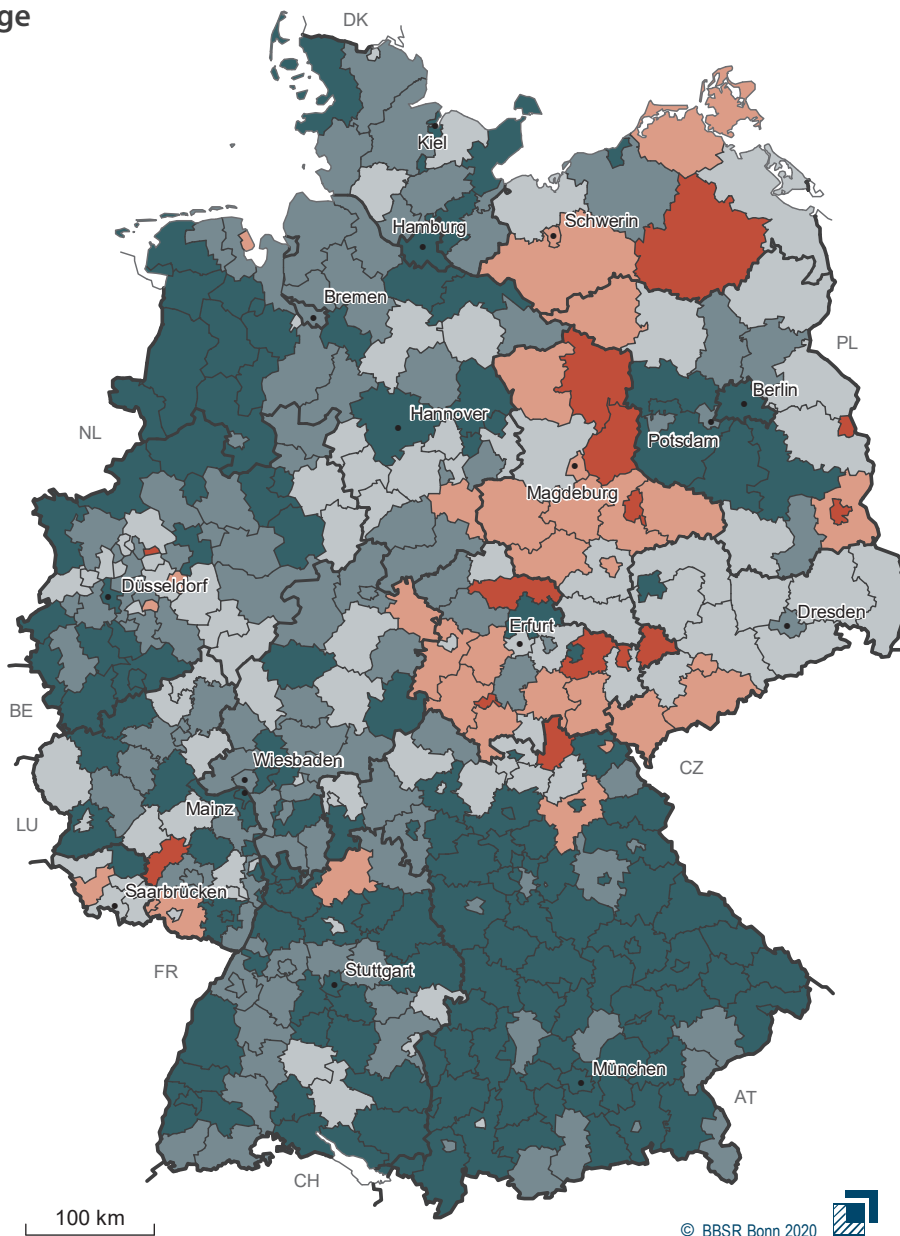 ge
DK
Kiel
Schwerin
Hamburg
Bremen
PL
Berlin
Hannover
NL
Potsdam
Magdeburg
Düsseldorf
Dresden
Erfurt
BE
Wiesbaden
CZ
Mainz
LU
Saarbrücken
FR
Stuttgart
München
AT
CH
100 km
© BBSR Bonn 2020